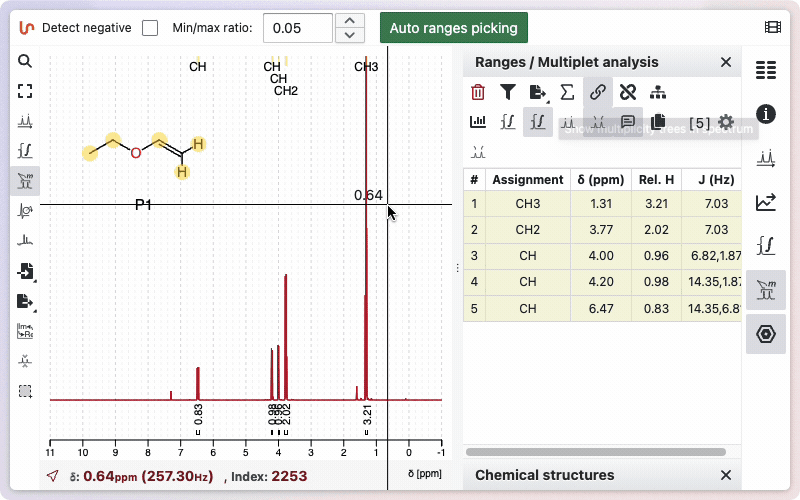 Detect negative
Min/max ratio:
0.05
Auto ranges picking
CH
CH
CH
CH2
CH3
O
H
H
P1
0.64
0.83
2.02
3.21
11 10 9 8 7 6 5 4 3 2 1 0 -1
δ [ppm]
δ: 0.64ppm (257.30Hz) , Index: 2253
Ranges / Multiplet analysis
[5]
Show multiplicity trees in spectrum
# Assignment δ (ppm) Rel. H J (Hz)
1 CH3 1.31 3.21 7.03
2 CH2 3.77 2.02 7.03
3 CH 4.00 0.96 6.82,1.87
4 CH 4.20 0.98 14.35,1.87
5 CH 6.47 0.83 14.35,6.8
Chemical structures